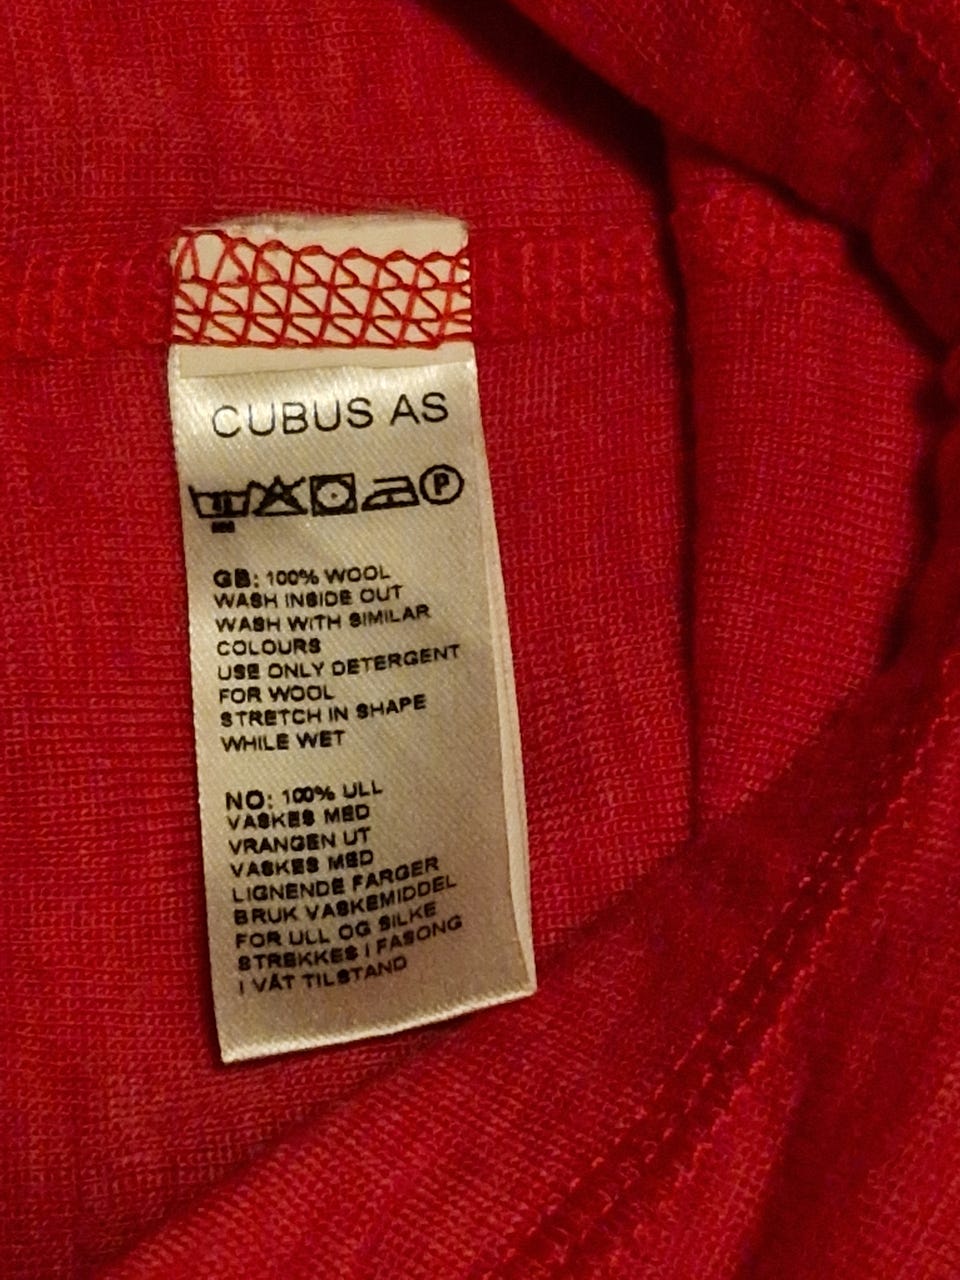 CUBUS AS
P
GB: 100% WOOL
WASH INSIDE OUT
WASH WITH SIMILAR
COLOURS
USE ONLY DETERGENT
FOR WOOL
STRETCH IN SHAPE
WHILE WET
NO: 100% ULL
VASKES MED
VRANGEN UT
VASKES MED
LIGNENDE FARGER
BRUK VASKEMIDDEL
FOR ULL OG SILKE
STREKKES I FASONG
I VÅT TILSTAND